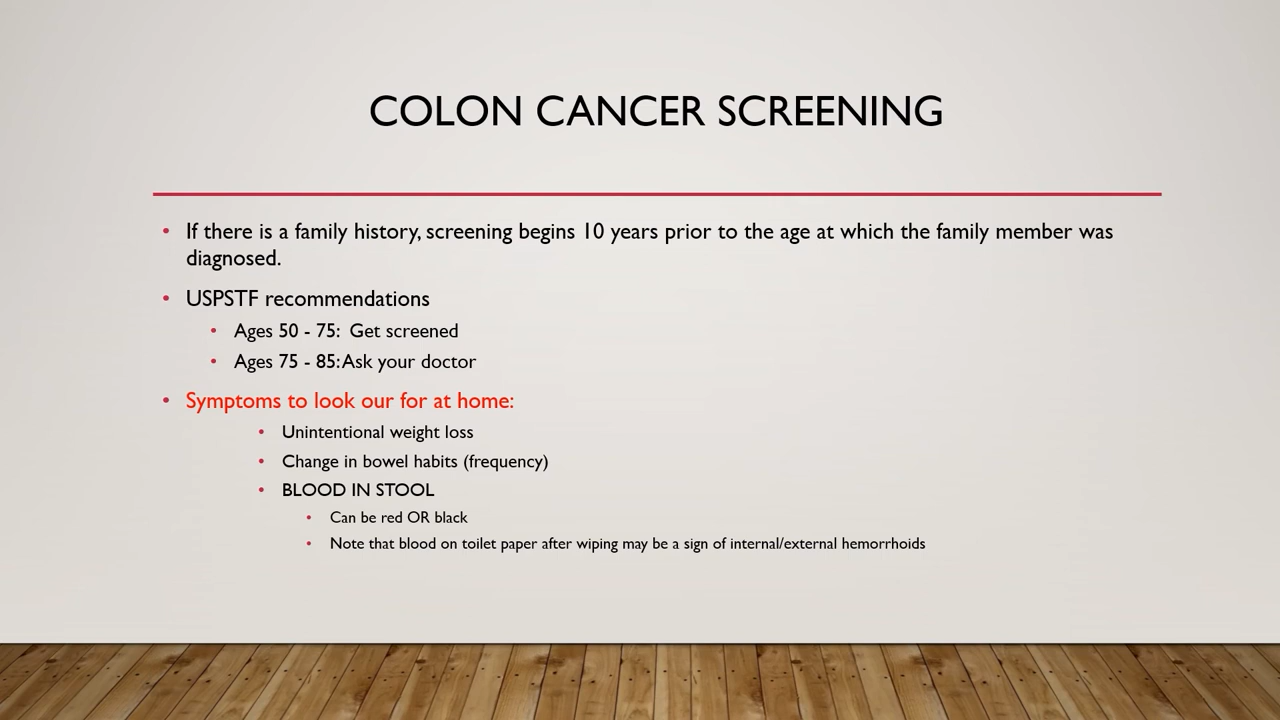 COLON CANCER SCREENING
• If there is a family history, screening begins 10 years prior to the age at which the family member was
diagnosed.
• USPSTF recommendations
• Ages 50 - 75:  Get screened
• Ages 75 - 85: Ask your doctor
• Symptoms to look our for at home:
• Unintentional weight loss
• Change in bowel habits (frequency)
• BLOOD IN STOOL
• Can be red OR black
• Note that blood on toilet paper after wiping may be a sign of internal/external hemorrhoids